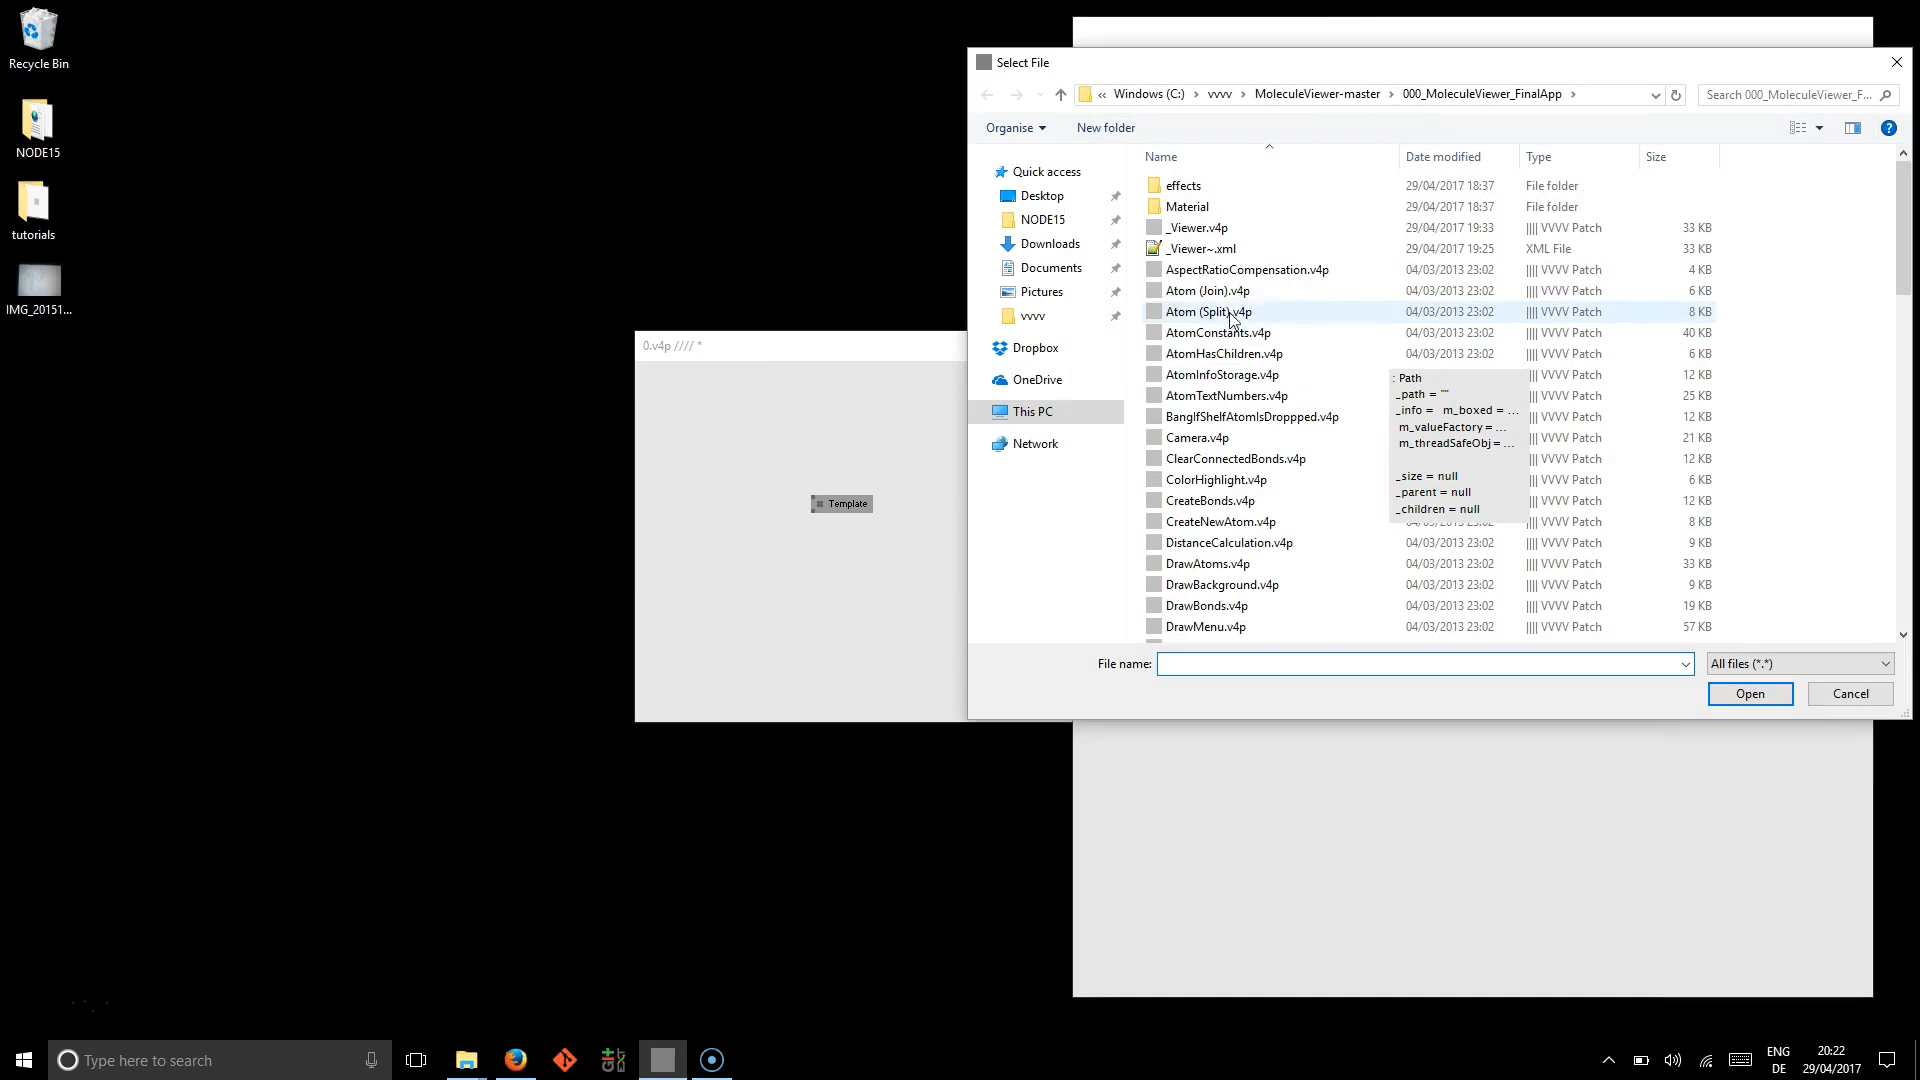 Recycle Bin
NODE15
tutorials
IMG_20151...
0.v4p //// *
Template
Select File
« Windows (C:) > vvvv > MoleculeViewer-master > 000_MoleculeViewer_FinalApp >
Search 000_MoleculeViewer_F...
Organise
New folder
Name Date modified Type Size
Quick access
Desktop
NODE15
Downloads
Documents
Pictures
vvvv
Dropbox
OneDrive
This PC
Network
effects 29/04/2017 18:37 File folder
Material 29/04/2017 18:37 File folder
_Viewer.v4p 29/04/2017 19:33 |||| VVVV Patch 33 KB
_Viewer~.xml 29/04/2017 19:25 XML File 33 KB
AspectRatioCompensation.v4p 04/03/2013 23:02 |||| VVVV Patch 4 KB
Atom (Join).v4p 04/03/2013 23:02 |||| VVVV Patch 6 KB
Atom (Split).v4p 04/03/2013 23:02 |||| VVVV Patch 8 KB
AtomConstants.v4p 04/03/2013 23:02 |||| VVVV Patch 40 KB
AtomHasChildren.v4p 04/03/2013 23:02 |||| VVVV Patch 6 KB
AtomInfoStorage.v4p ||| VVVV Patch 12 KB
AtomTextNumbers.v4p ||| VVVV Patch 25 KB
BangIfShelfAtomIsDroppped.v4p ||| VVVV Patch 12 KB
Camera.v4p ||| VVVV Patch 21 KB
ClearConnectedBonds.v4p ||| VVVV Patch 12 KB
ColorHighlight.v4p ||| VVVV Patch 6 KB
CreateBonds.v4p ||| VVVV Patch 12 KB
CreateNewAtom.v4p 04/03/2013 23:02 ||| VVVV Patch 8 KB
DistanceCalculation.v4p 04/03/2013 23:02 |||| VVVV Patch 9 KB
DrawAtoms.v4p 04/03/2013 23:02 |||| VVVV Patch 33 KB
DrawBackground.v4p 04/03/2013 23:02 |||| VVVV Patch 9 KB
DrawBonds.v4p 04/03/2013 23:02 |||| VVVV Patch 19 KB
DrawMenu.v4p 04/03/2013 23:02 |||| VVVV Patch 57 KB
: Path
_path = ""
_info = m_boxed = ...
m_valueFactory = ...
m_threadSafeObj = ...
_size = null
_parent = null
_children = null
File name:
All files (*.*)
Open
Cancel
Type here to search
ENG
DE
20:22
29/04/2017